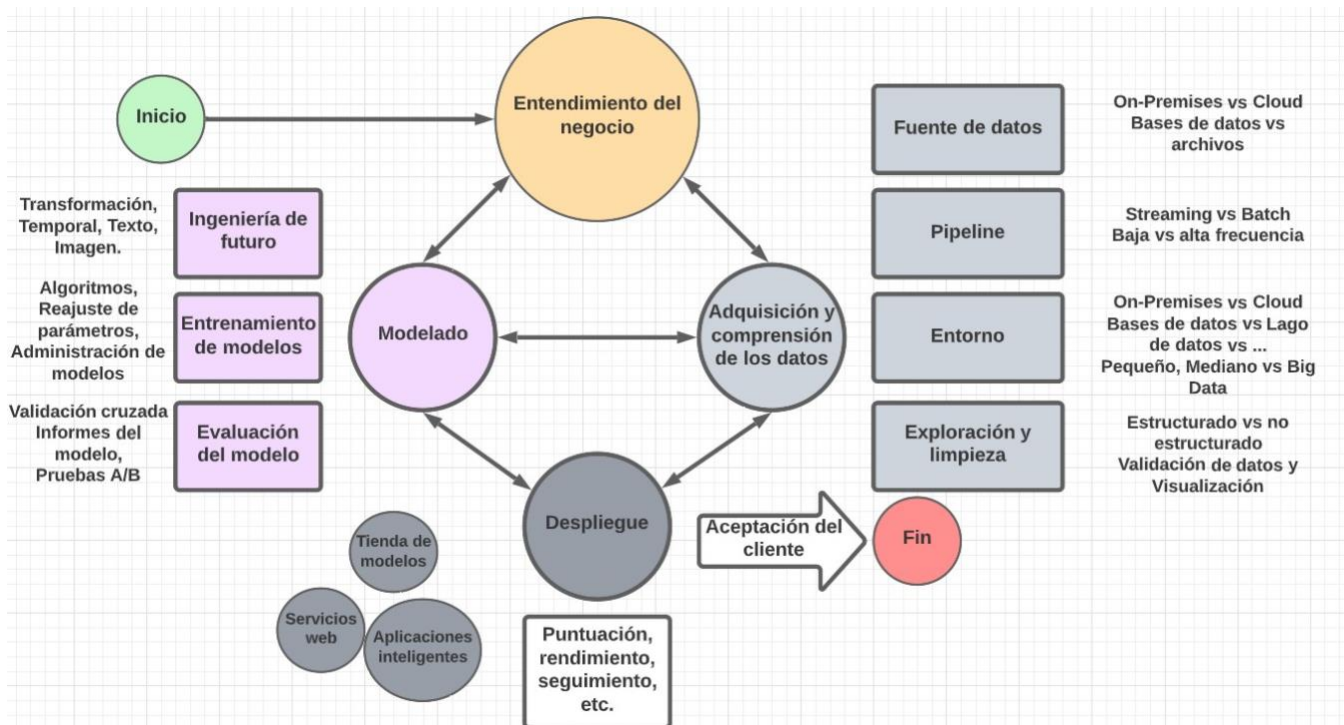 Inicio
Entendimiento del
negocio
Fuente de datos
On-Premises vs Cloud
Bases de datos vs
archivos
Transformación,
Temporal, Texto,
Imagen.
Ingeniería de
futuro
Pipeline
Streaming vs Batch
Baja vs alta frecuencia
Algoritmos,
Reajuste de
parámetros,
Administración de
modelos
Entrenamiento
de modelos
Modelado
Adquisición y
comprensión
de los datos
Entorno
On-Premises vs Cloud
Bases de datos vs Lago
de datos vs ...
Pequeño, Mediano vs Big
Data
Validación cruzada
Informes del
modelo,
Pruebas A/B
Evaluación
del modelo
Exploración y
limpieza
Estructurado vs no
estructurado
Validación de datos y
Visualización
Despliegue
Aceptación del
cliente
Fin
Tienda de
modelos
Servicios
web
Aplicaciones
inteligentes
Puntuación,
rendimiento,
seguimiento,
etc.